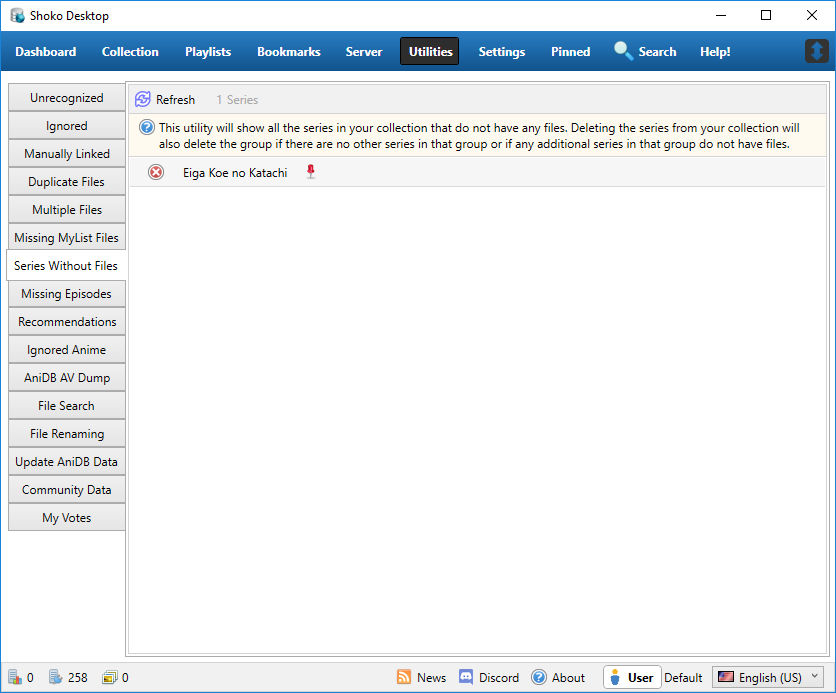 Shoko Desktop
Dashboard Collection Playlists Bookmarks Server Utilities Settings Pinned Search Help!
Unrecognized
Ignored
Manually Linked
Duplicate Files
Multiple Files
Missing MyList Files
Series Without Files
Missing Episodes
Recommendations
Ignored Anime
AniDB AV Dump
File Search
File Renaming
Update AniDB Data
Community Data
My Votes
Refresh 1 Series
This utility will show all the series in your collection that do not have any files. Deleting the series from your collection will
also delete the group if there are no other series in that group or if any additional series in that group do not have files.
Eiga Koe no Katachi
0 258 0 News Discord About User Default English (US)